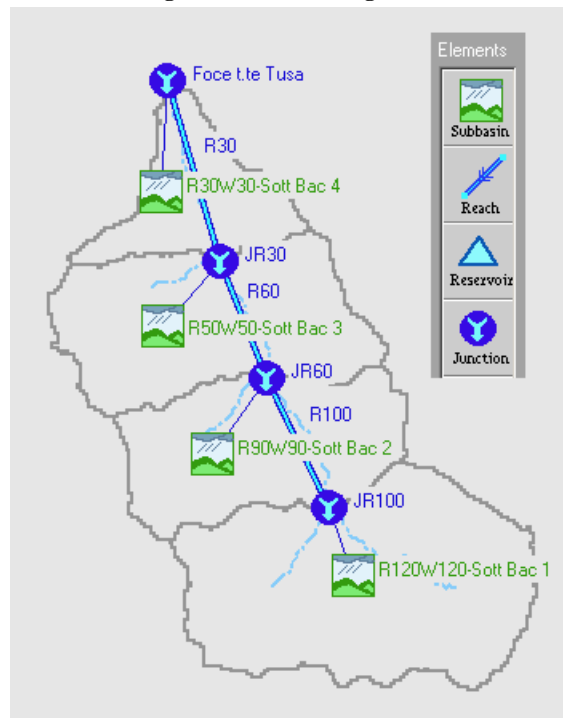 Foce t.te Tusa
Elements
Subbasin
R30
R30W30-Sott Bac 4
Reach
JR30
R60
Reservoir
R50W50-Sott Bac 3
Junction
JR60
R100
R90W90-Sott Bac 2
JR100
R120W120-Sott Bac 1